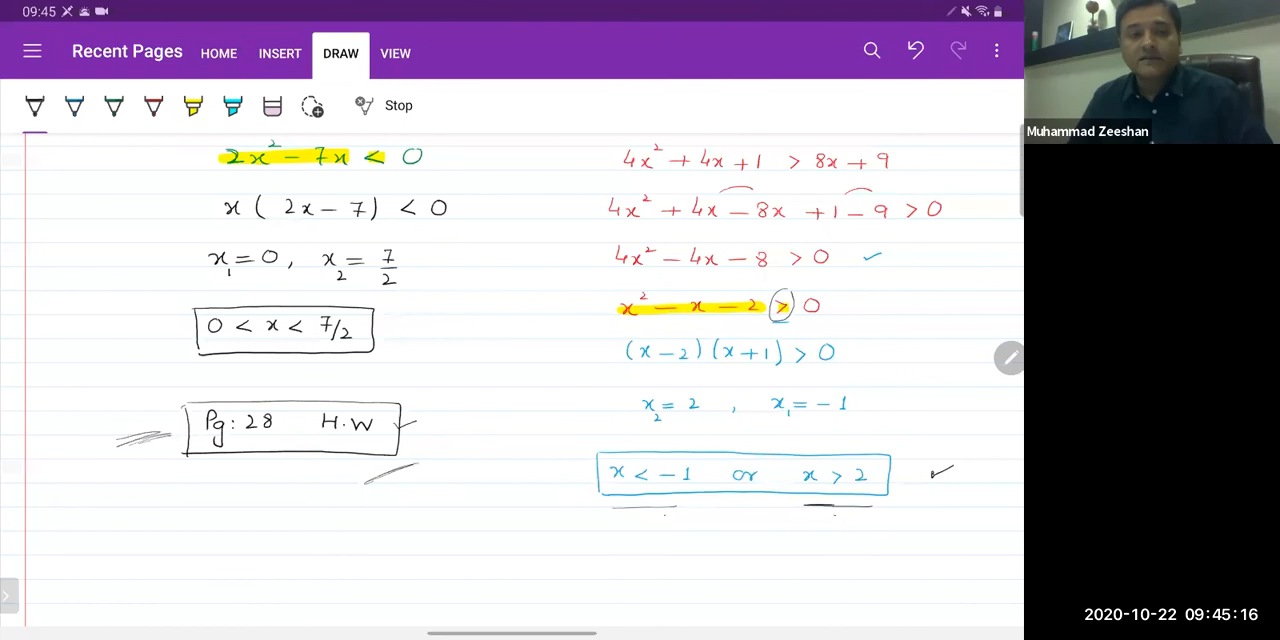 09:45
Recent Pages HOME INSERT DRAW VIEW
Stop
Muhammad Zeeshan
2x² − 7x < 0
x ( 2x − 7) < 0
x₁ = 0 , x₂ = 7/2
0 < x < 7/2
Pg: 28 H.W
4x² + 4x + 1 > 8x + 9
4x² + 4x − 8x + 1 − 9 > 0
4x² − 4x − 8 > 0 ✓
x² − x − 2 > 0
(x − 2) (x + 1) > 0
x₂ = 2 , x₁ = − 1
x < − 1 or x > 2
2020-10-22 09:45:16